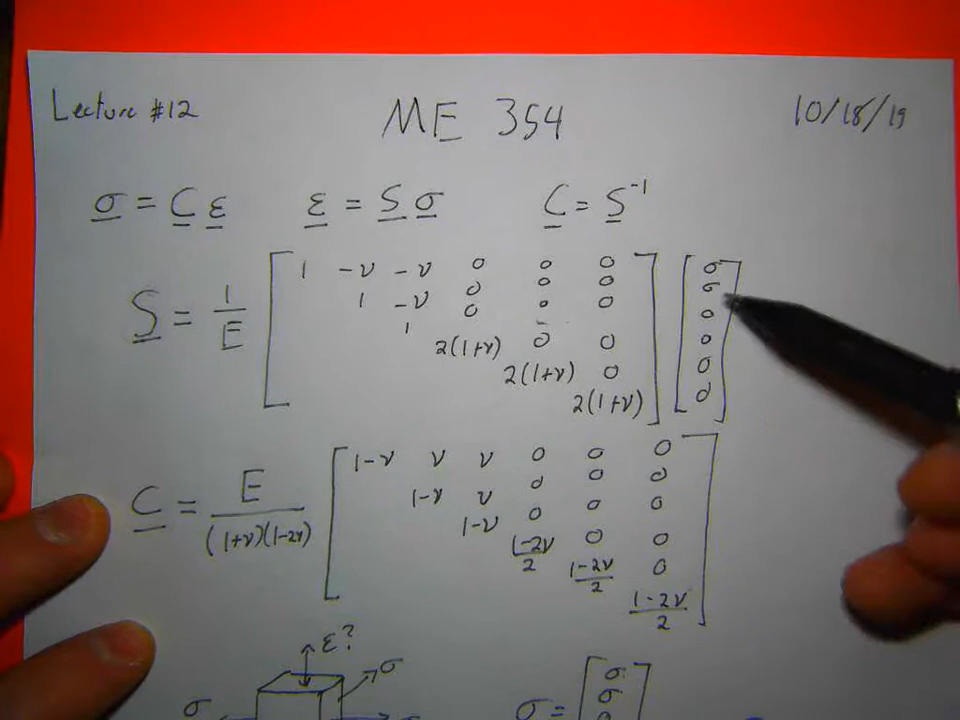 Lecture #12 ME 354 10/18/19
σ = C ε ε = S σ C = S⁻¹
S = 1/E [ 1 -ν -ν 0 0 0 [ σ
1 -ν 0 0 0 σ
1 0 0 0 0
2(1+ν) 0 0 0
2(1+ν) 0 0
2(1+ν) ] 0 ]
C = E/((1+ν)(1-2ν)) [ 1-ν ν ν 0 0 0
1-ν ν 0 0 0
1-ν 0 0 0
(1-2ν)/2 0 0
(1-2ν)/2 0
(1-2ν)/2 ]
ε?
σ
σ σ = [ σ
σ